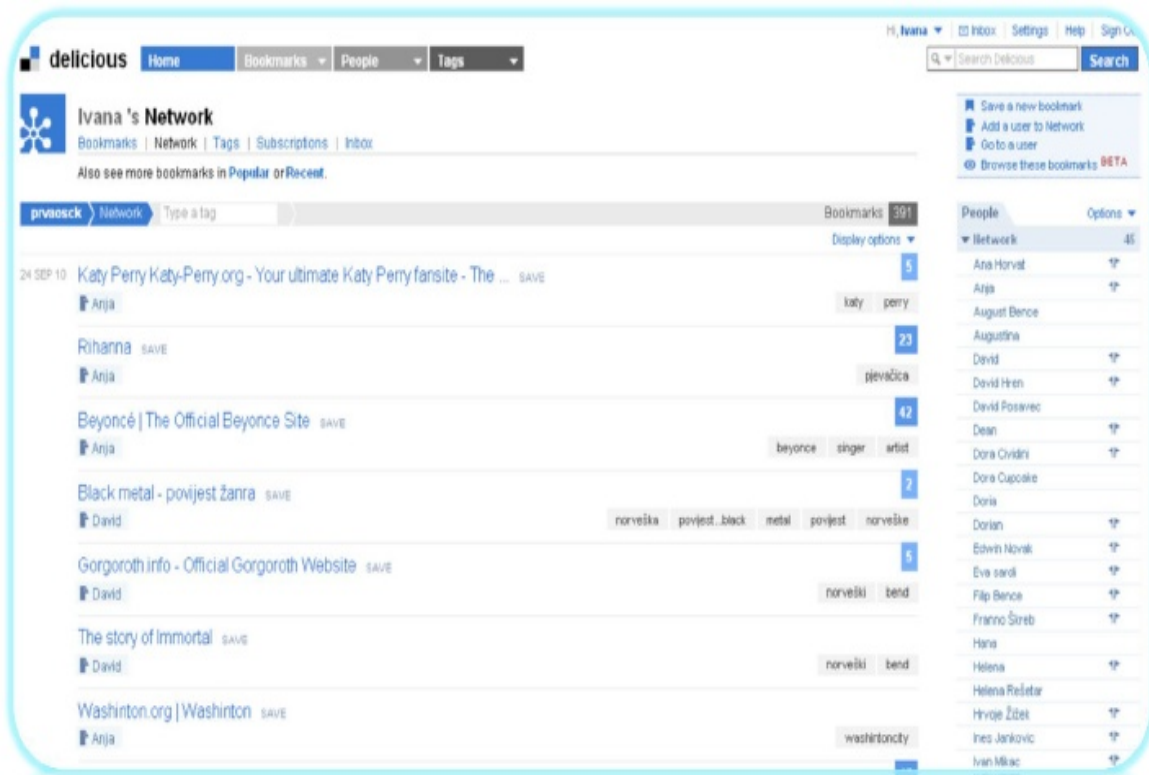 Hi, Ivana Inbox Settings Help Sign
delicious Home Bookmarks People Tags Search Delicious Search
Ivana 's Network
Bookmarks | Network | Tags | Subscriptions | Inbox
Also see more bookmarks in Popular or Recent.
Save a new bookmark
Add a user to Network
Go to a user
Browse these bookmarks BETA
prvaosck Network Type a tag Bookmarks 391
Display options
24 SEP 10 Katy Perry Katy-Perry.org - Your ultimate Katy Perry fansite - The ... SAVE 5
Anja katy perry
Rihanna SAVE 23
Anja pjevačica
Beyoncé | The Official Beyonce Site SAVE 42
Anja beyonce singer artist
Black metal - povijest žanra SAVE 2
David norveška povijest...black metal povijest norveške
Gorgoroth.info - Official Gorgoroth Website SAVE 5
David norveški bend
The story of Immortal SAVE
David norveški bend
Washinton.org | Washinton SAVE
Anja washintoncity
People Options
Network 45
Ana Horvat
Anja
August Bence
Augustina
David
David Hren
David Posavec
Dean
Dora Cividini
Dora Cupcake
Doria
Dorian
Edwin Novak
Eva sardi
Filip Bence
Franno Škreb
Hana
Helena
Helena Rešetar
Hrvoje Žižek
Ines Jankovic
Ivan Mikac